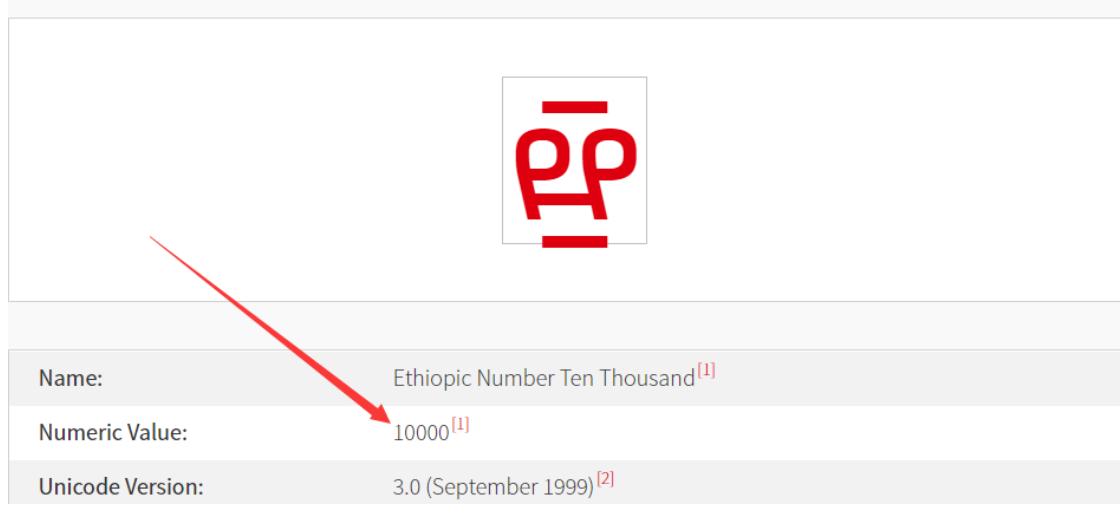 ፼
Name: Ethiopic Number Ten Thousand[1]
Numeric Value: 10000[1]
Unicode Version: 3.0 (September 1999)[2]